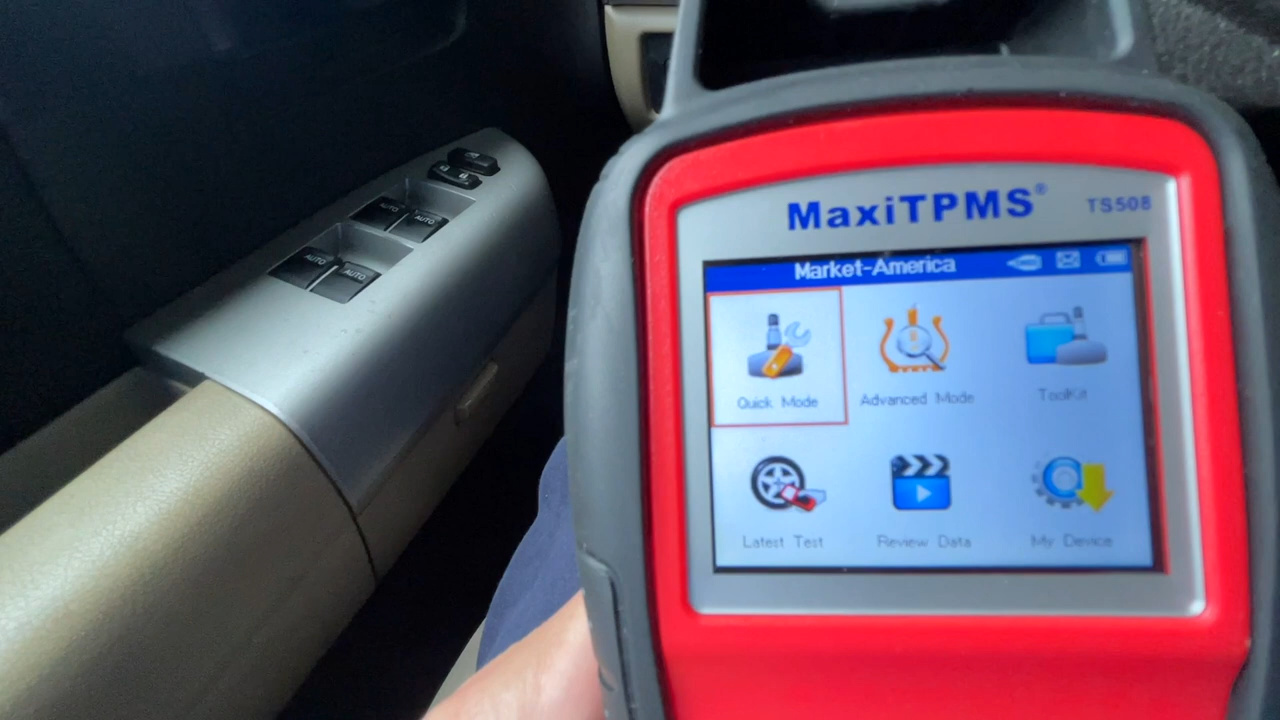 MaxiTPMS®
TS508
Market-America
Quick Mode
Advanced Mode
ToolKit
Latest Test
Review Data
My Device
AUTO
AUTO
AUTO
AUTO